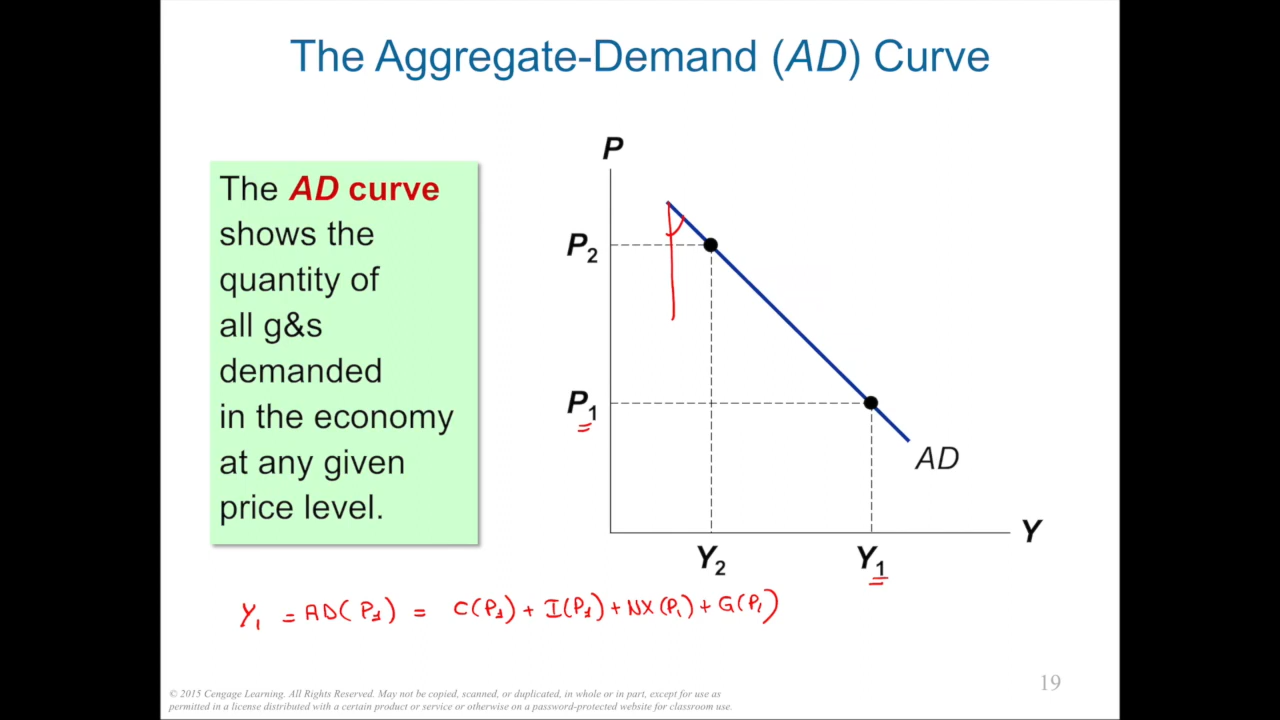 The Aggregate-Demand (AD) Curve
The AD curve
shows the
quantity of
all g&s
demanded
in the economy
at any given
price level.
P
P2
P1
AD
Y
Y2
Y1
Y1 = AD(P1) = C(P1) + I(P1) + NX(P1) + G(P1)
© 2015 Cengage Learning. All Rights Reserved. May not be copied, scanned, or duplicated, in whole or in part, except for use as
permitted in a license distributed with a certain product or service or otherwise on a password-protected website for classroom use.
19